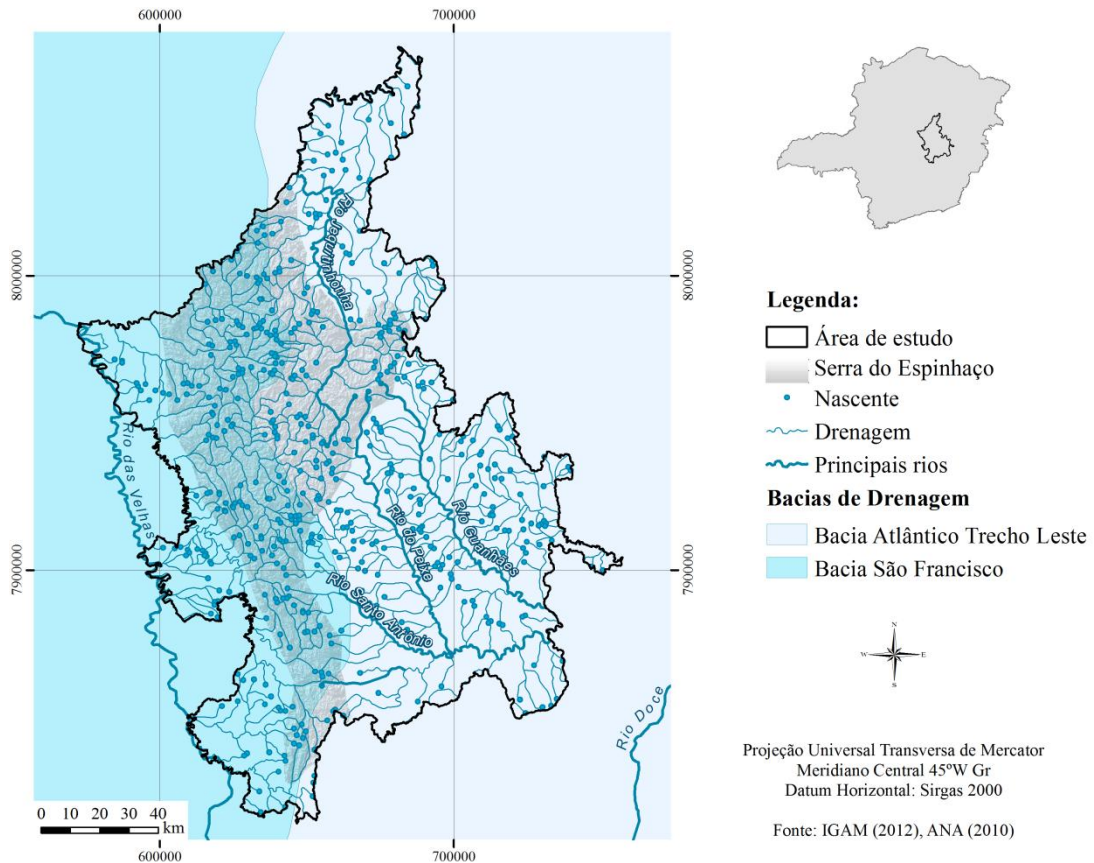 600000
700000
8000000
8000000
7900000
7900000
600000
700000
Rio Jequitinhonha
Rio das Velhas
Rio do Peixe
Rio Guanhães
Rio Santo Antônio
Rio Doce
0 10 20 30 40
km
Legenda:
Área de estudo
Serra do Espinhaço
Nascente
Drenagem
Principais rios
Bacias de Drenagem
Bacia Atlântico Trecho Leste
Bacia São Francisco
N
W
E
S
Projeção Universal Transversa de Mercator
Meridiano Central 45ºW Gr
Datum Horizontal: Sirgas 2000
Fonte: IGAM (2012), ANA (2010)